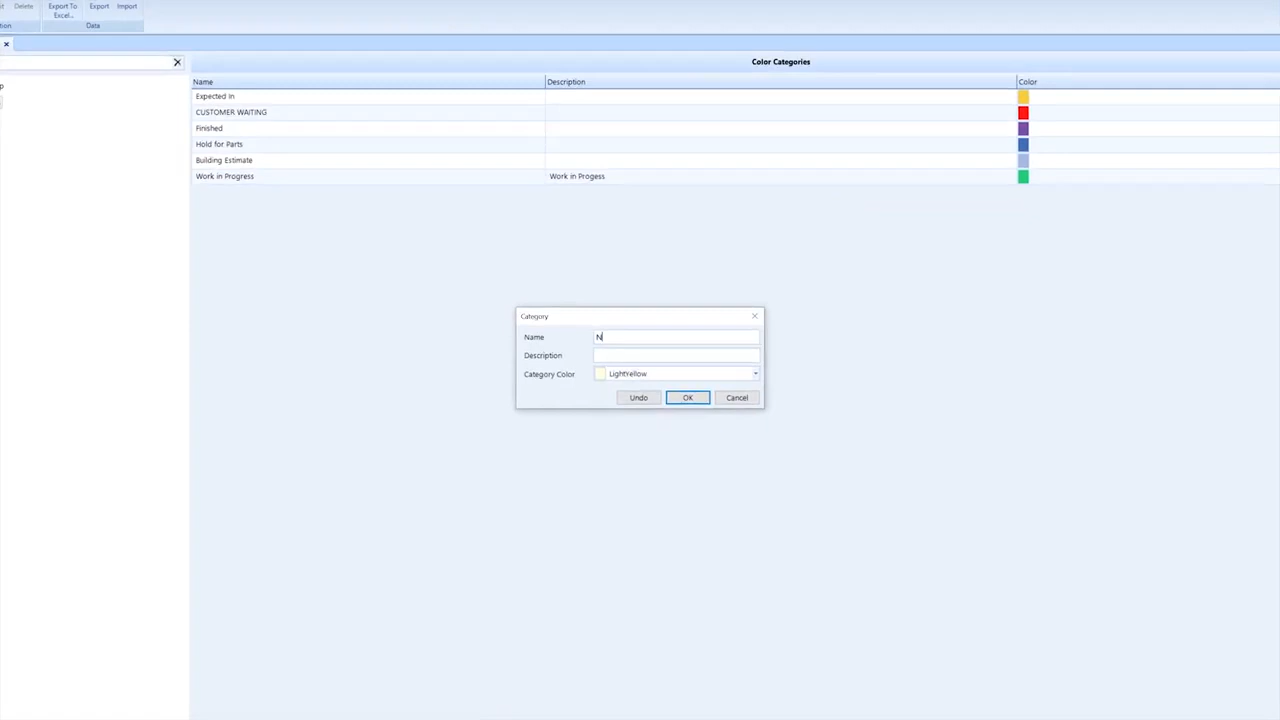 Delete
Export To
Excel...
Export
Import
Data
Color Categories
Name
Description
Color
Expected In
CUSTOMER WAITING
Finished
Hold for Parts
Building Estimate
Work in Progress
Work in Progess
Category
Name
N
Description
Category Color
LightYellow
Undo
OK
Cancel